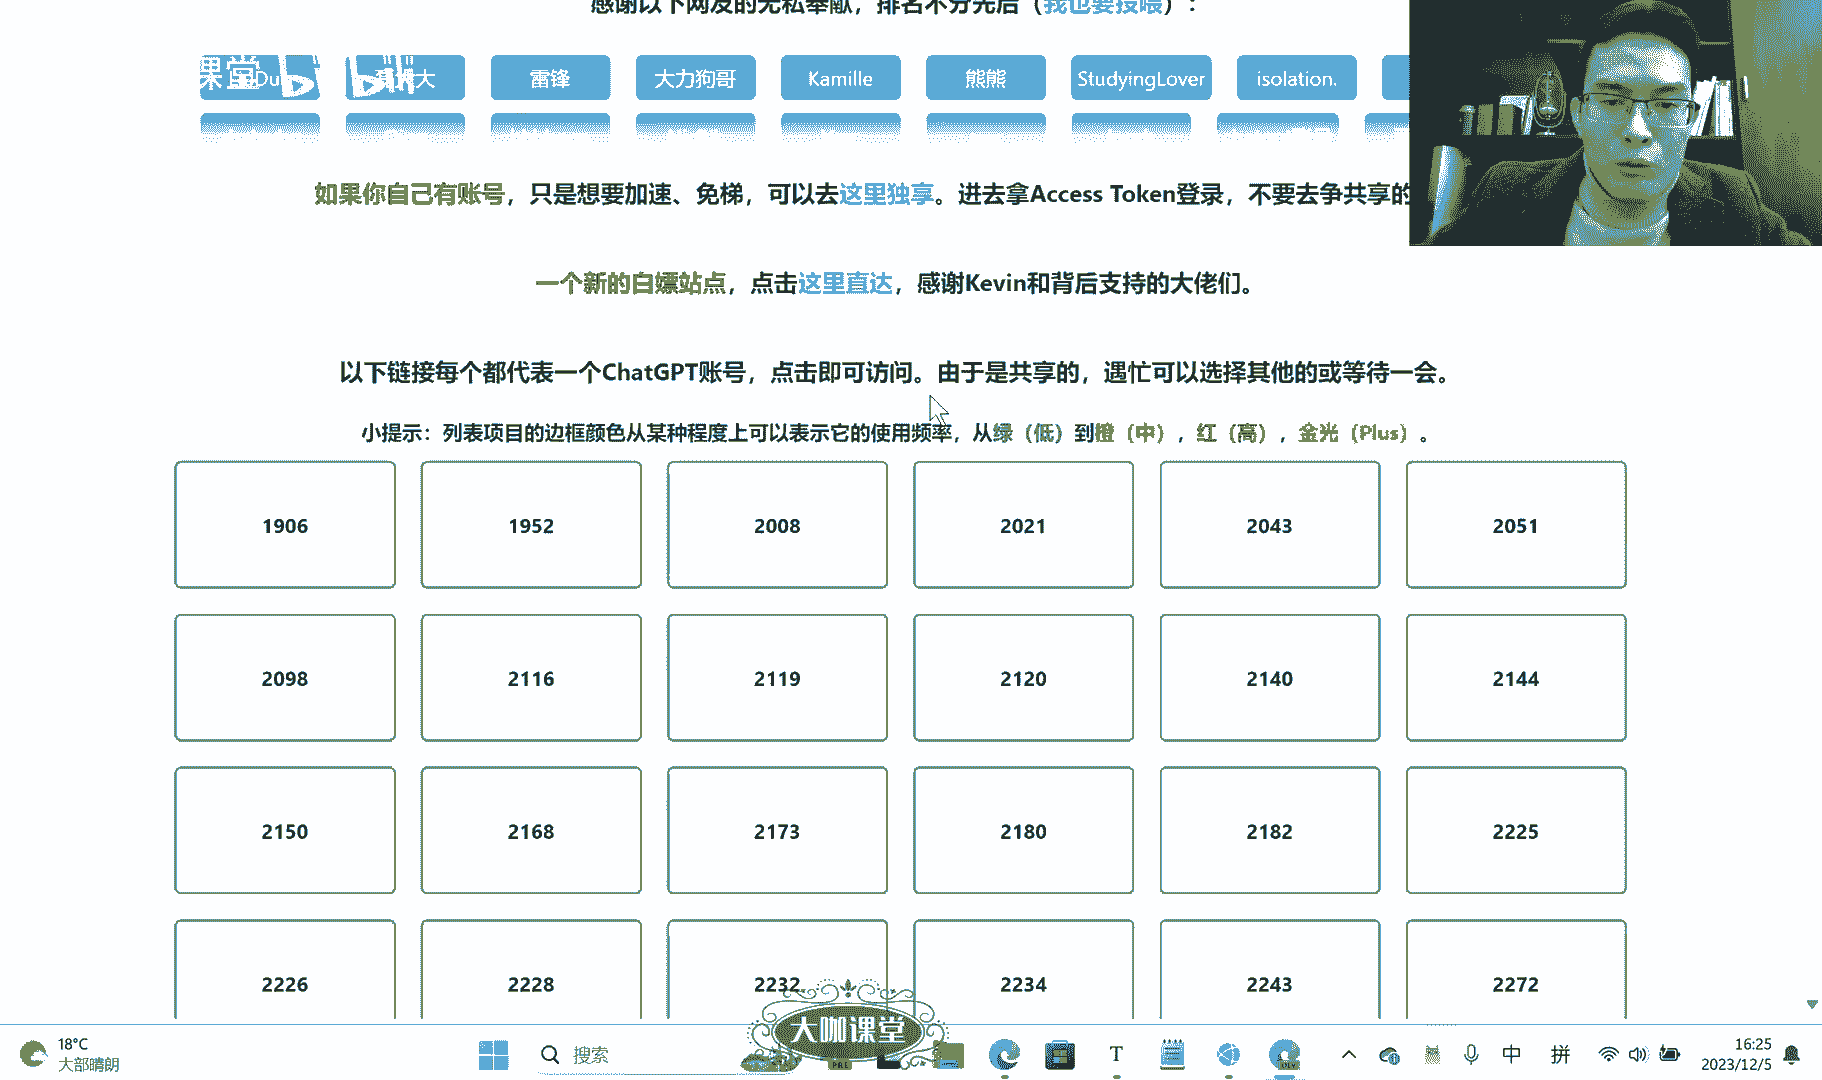 感谢以下网友的无私奉献，排名不分先后（我也要投喂）：
课堂 bili 大 雷锋 大力狗哥 Kamille 熊熊 StudyingLover isolation.
如果你自己有账号，只是想要加速、免梯，可以去这里独享。进去拿Access Token登录，不要去争共享的
一个新的白嫖站点，点击这里直达，感谢Kevin和背后支持的大佬们。
以下链接每个都代表一个ChatGPT账号，点击即可访问。由于是共享的，遇忙可以选择其他的或等待一会。
小提示：列表项目的边框颜色从某种程度上可以表示它的使用频率，从绿（低）到橙（中），红（高），金光（Plus）。
1906 1952 2008 2021 2043 2051
2098 2116 2119 2120 2140 2144
2150 2168 2173 2180 2182 2225
2226 2228 2232 2234 2243 2272
大咖课堂
18°C
大部晴朗
搜索
中 拼
16:25
2023/12/5